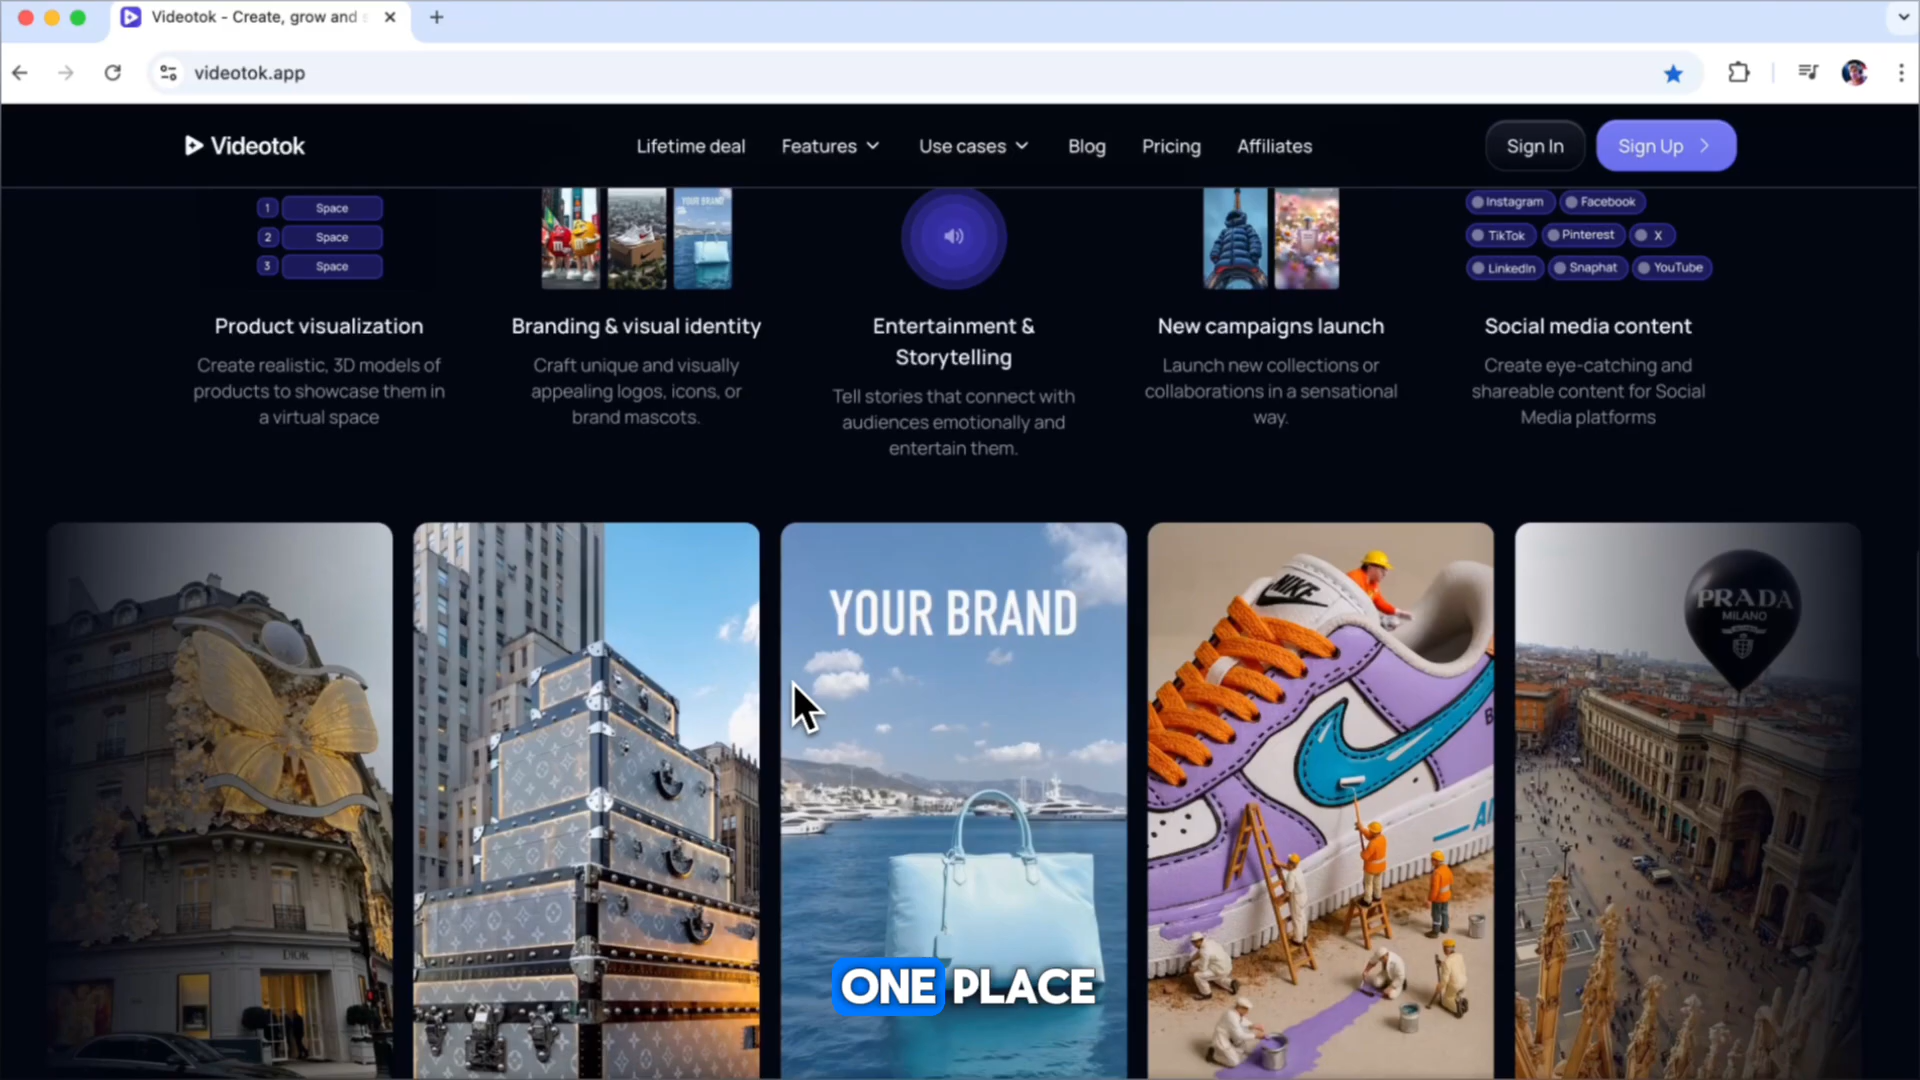 Videotok - Create, grow and
videotok.app
Videotok
Lifetime deal
Features
Use cases
Blog
Pricing
Affiliates
Sign In
Sign Up
1 Space
2 Space
3 Space
YOUR BRAND
Instagram
Facebook
TikTok
Pinterest
X
LinkedIn
Snaphat
YouTube
Product visualization
Create realistic, 3D models of
products to showcase them in
a virtual space
Branding & visual identity
Craft unique and visually
appealing logos, icons, or
brand mascots.
Entertainment &
Storytelling
Tell stories that connect with
audiences emotionally and
entertain them.
New campaigns launch
Launch new collections or
collaborations in a sensational
way.
Social media content
Create eye-catching and
shareable content for Social
Media platforms
DIOR
YOUR BRAND
NIKE
PRADA
MILANO
ONE PLACE